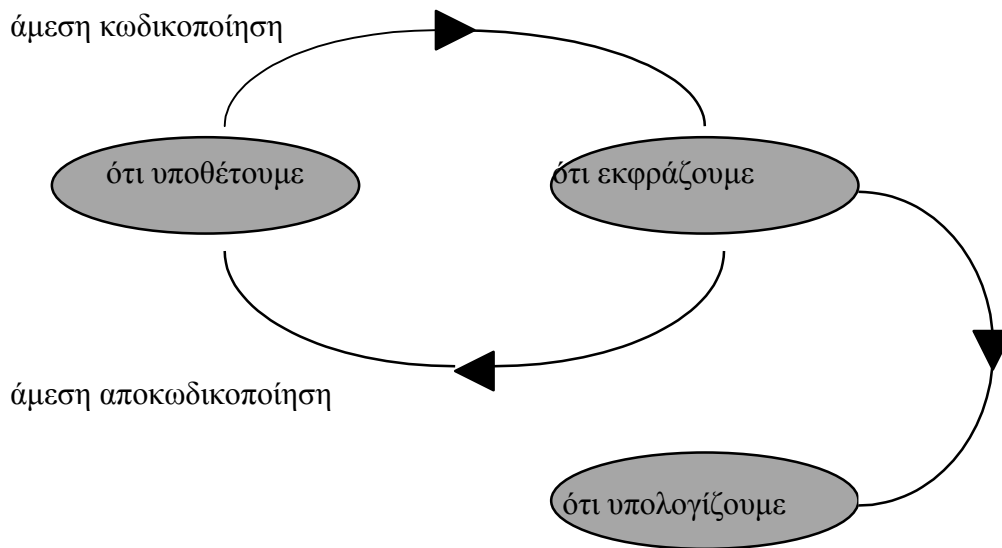 άμεση κωδικοποίηση
ότι υποθέτουμε
ότι εκφράζουμε
άμεση αποκωδικοποίηση
ότι υπολογίζουμε